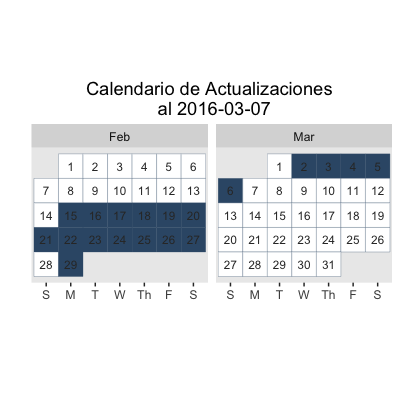 Calendario de Actualizaciones
al 2016-03-07
Feb
1 2 3 4 5 6
7 8 9 10 11 12 13
14 15 16 17 18 19 20
21 22 23 24 25 26 27
28 29
S M T W Th F S
Mar
1 2 3 4 5
6 7 8 9 10 11 12
13 14 15 16 17 18 19
20 21 22 23 24 25 26
27 28 29 30 31
S M T W Th F S